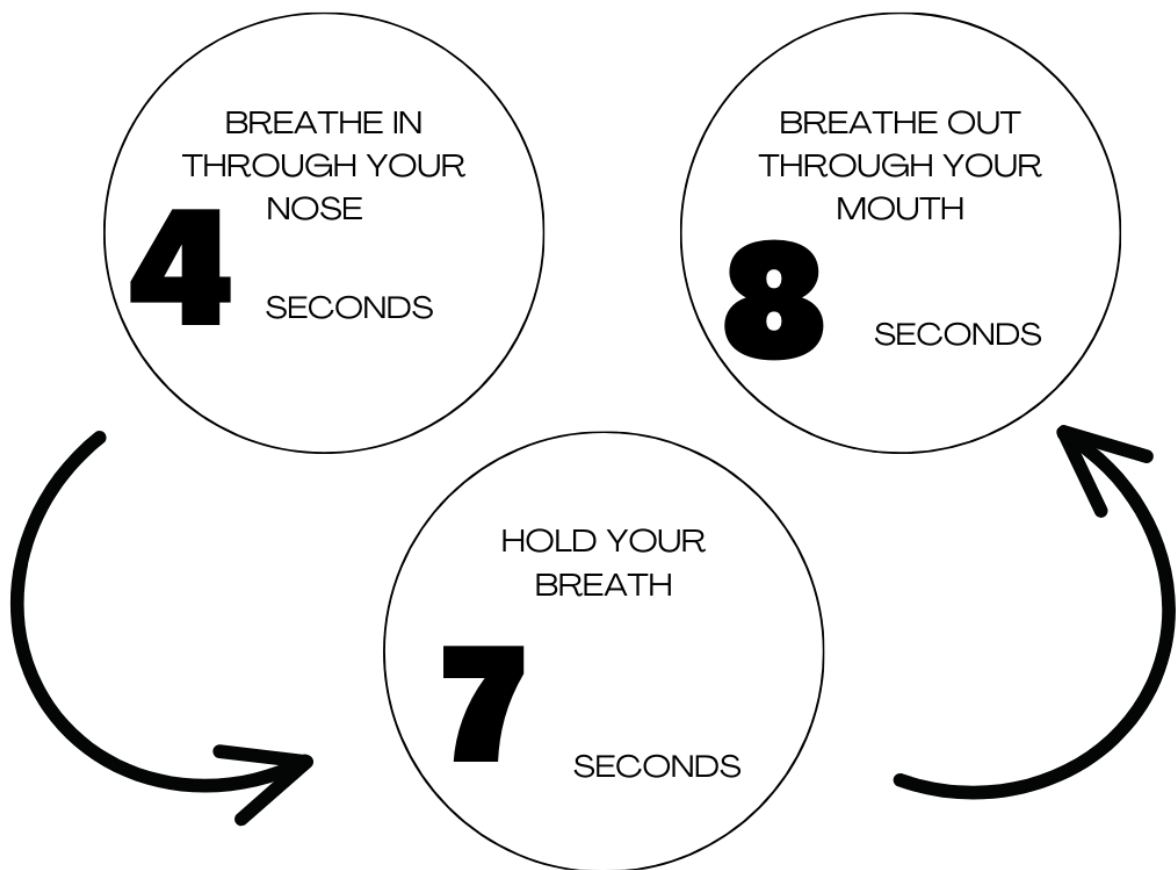 BREATHE IN
THROUGH YOUR
NOSE
4 SECONDS
HOLD YOUR
BREATH
7
SECONDS
BREATHE OUT
THROUGH YOUR
MOUTH
8 SECONDS